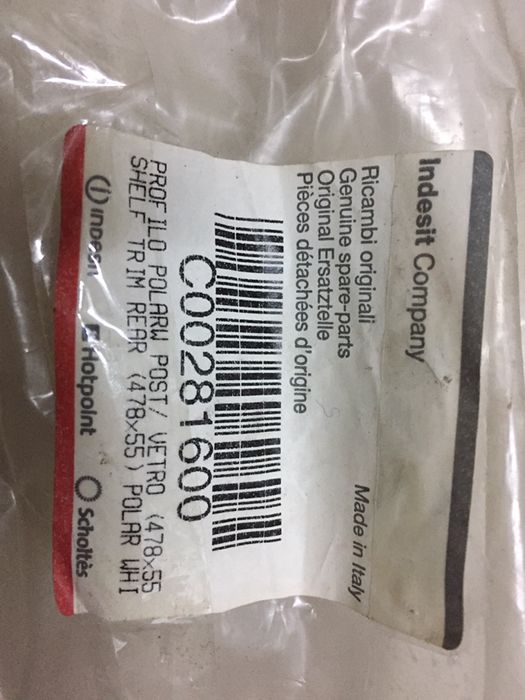 Indesit Company
Ricambi originali
Genuine spare-parts
Original Ersatzteile
Pièces détachées d'origine
Made in Italy
C00281600
PROFILO POLARW POST/ VETRO (478x55
SHELF TRIM REAR (478x55) POLAR WHI
indesit Hotpoint Scholtès